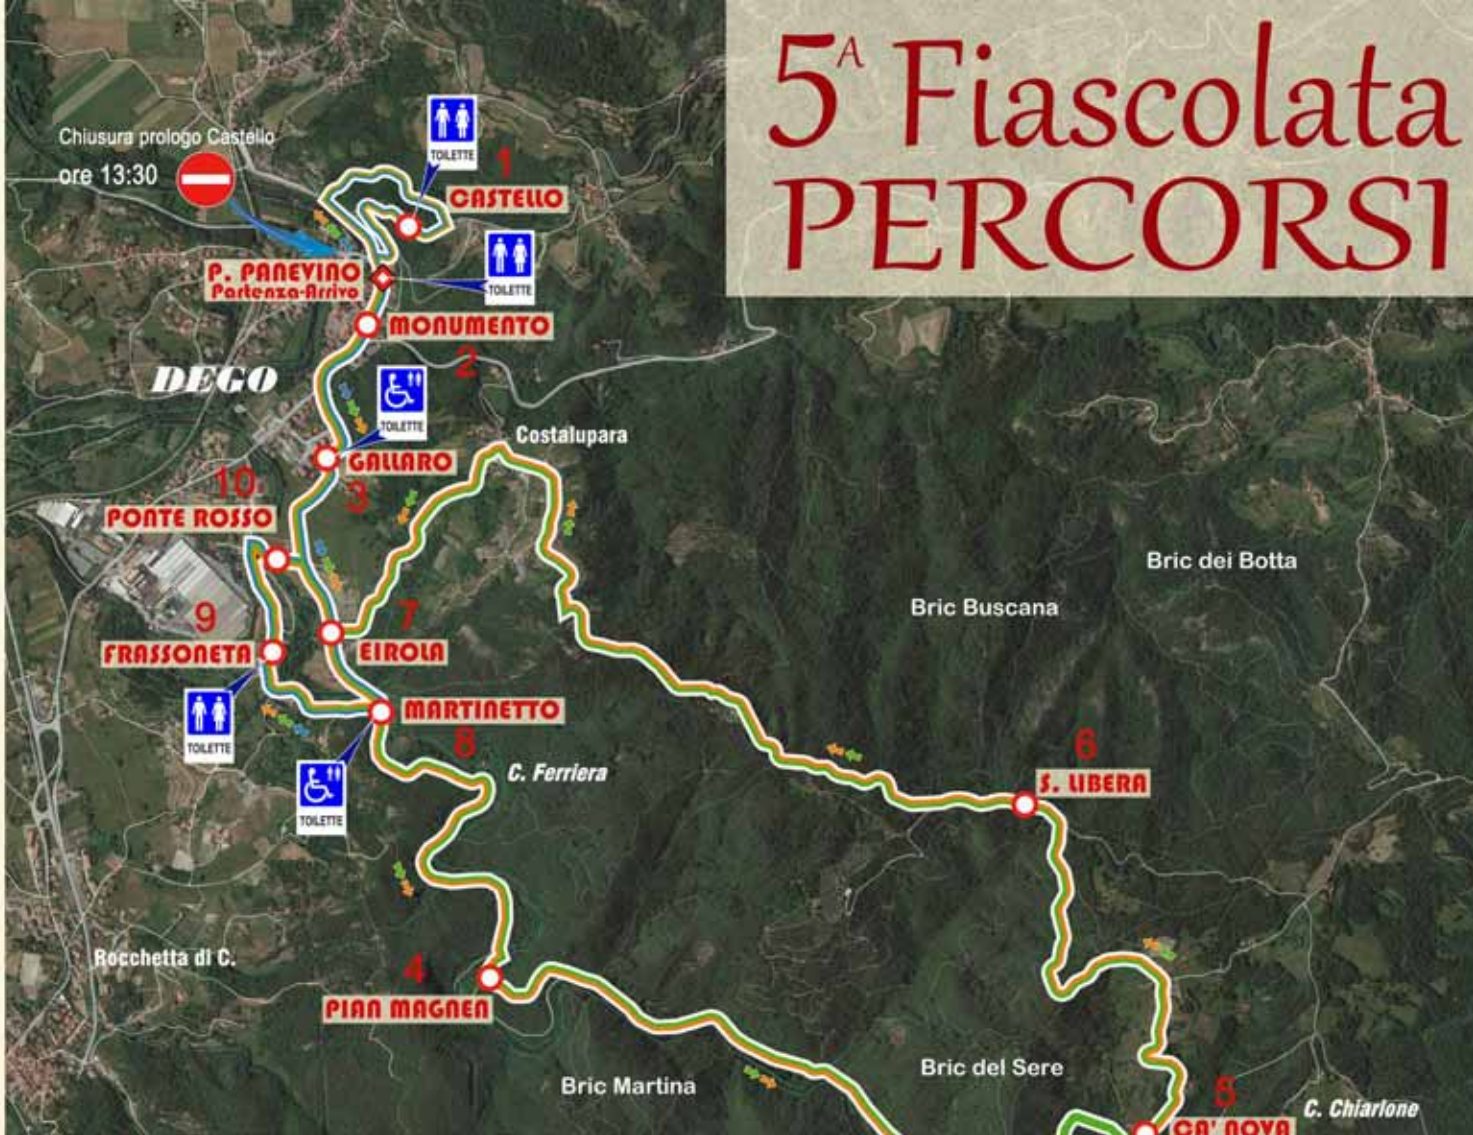 5A Fiascolata
PERCORSI
Chiusura prologo Castello
ore 13:30
TOILETTE
1
CASTELLO
P. PANEVINO
Partenza-Arrivo
TOILETTE
MONUMENTO
2
DEGO
TOILETTE
Costalupara
GALLARO
3
10
PONTE ROSSO
Bric dei Botta
Bric Buscana
9
7
FRASSONETA
EIROLA
TOILETTE
MARTINETTO
8
6
C. Ferriera
S. LIBERA
TOILETTE
Rocchetta di C.
4
PIAN MAGNEN
Bric del Sere
Bric Martina
5
C. Chiarlone
CA' NOVA